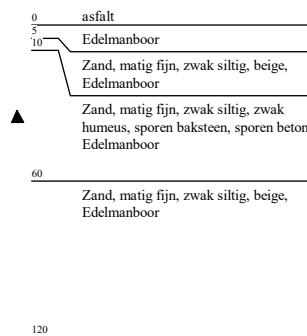 0 asfalt
5 Edelmanboor
10
Zand, matig fijn, zwak siltig, beige,
Edelmanboor
Zand, matig fijn, zwak siltig, zwak
humeus, sporen baksteen, sporen beton
Edelmanboor
60
Zand, matig fijn, zwak siltig, beige,
Edelmanboor
120